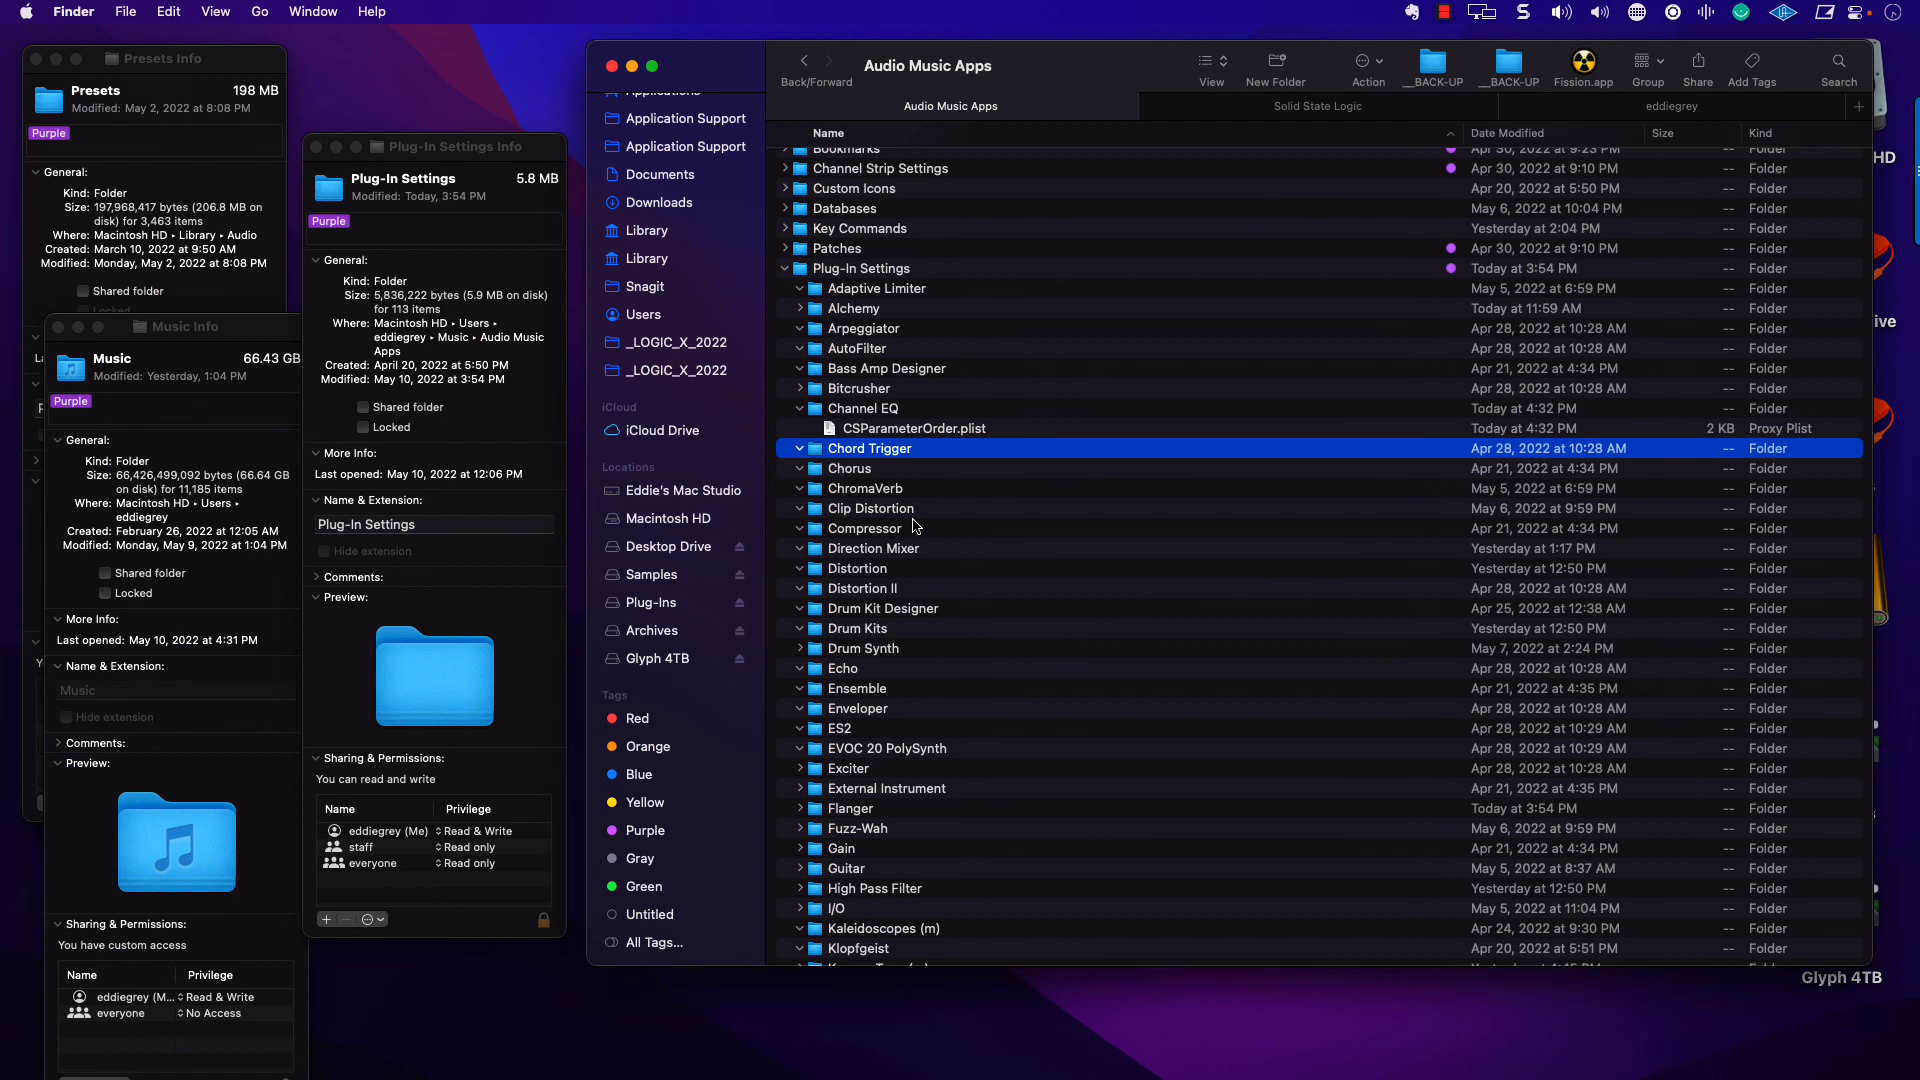 Finder File Edit View Go Window Help
Presets Info
Presets 198 MB
Modified: May 2, 2022 at 8:08 PM
Purple
General:
Kind: Folder
Size: 197,968,417 bytes (206.8 MB on
disk) for 3,463 items
Where: Macintosh HD ▸ Library ▸ Audio
Created: March 10, 2022 at 9:50 AM
Modified: Monday, May 2, 2022 at 8:08 PM
Shared folder
Locked
Music Info
Music 66.43 GB
Modified: Yesterday, 1:04 PM
Purple
General:
Kind: Folder
Size: 66,426,499,092 bytes (66.64 GB
on disk) for 11,185 items
Where: Macintosh HD ▸ Users ▸
eddiegrey
Created: February 26, 2022 at 12:05 AM
Modified: Monday, May 9, 2022 at 1:04 PM
Shared folder
Locked
More Info:
Last opened: May 10, 2022 at 4:31 PM
Name & Extension:
Music
Hide extension
Comments:
Preview:
Sharing & Permissions:
You have custom access
Name Privilege
eddiegrey (M... Read & Write
everyone No Access
Plug-In Settings Info
Plug-In Settings 5.8 MB
Modified: Today, 3:54 PM
Purple
General:
Kind: Folder
Size: 5,836,222 bytes (5.9 MB on disk)
for 113 items
Where: Macintosh HD ▸ Users ▸
eddiegrey ▸ Music ▸ Audio Music
Apps
Created: April 20, 2022 at 5:50 PM
Modified: May 10, 2022 at 3:54 PM
Shared folder
Locked
More Info:
Last opened: May 10, 2022 at 12:06 PM
Name & Extension:
Plug-In Settings
Hide extension
Comments:
Preview:
Sharing & Permissions:
You can read and write
Name Privilege
eddiegrey (Me) Read & Write
staff Read only
everyone Read only
Applications
Application Support
Application Support
Documents
Downloads
Library
Library
Snagit
Users
_LOGIC_X_2022
_LOGIC_X_2022
iCloud
iCloud Drive
Locations
Eddie's Mac Studio
Macintosh HD
Desktop Drive
Samples
Plug-Ins
Archives
Glyph 4TB
Tags
Red
Orange
Blue
Yellow
Purple
Gray
Green
Untitled
All Tags...
Audio Music Apps
Back/Forward View New Folder Action __BACK-UP __BACK-UP Fission.app Group Share Add Tags Search
Audio Music Apps Solid State Logic eddiegrey
Name Date Modified Size Kind
Bookmarks Apr 30, 2022 at 9:23 PM -- Folder
Channel Strip Settings Apr 30, 2022 at 9:10 PM -- Folder
Custom Icons Apr 20, 2022 at 5:50 PM -- Folder
Databases May 6, 2022 at 10:04 PM -- Folder
Key Commands Yesterday at 2:04 PM -- Folder
Patches Apr 30, 2022 at 9:10 PM -- Folder
Plug-In Settings Today at 3:54 PM -- Folder
Adaptive Limiter May 5, 2022 at 6:59 PM -- Folder
Alchemy Today at 11:59 AM -- Folder
Arpeggiator Apr 28, 2022 at 10:28 AM -- Folder
AutoFilter Apr 28, 2022 at 10:28 AM -- Folder
Bass Amp Designer Apr 21, 2022 at 4:34 PM -- Folder
Bitcrusher Apr 28, 2022 at 10:28 AM -- Folder
Channel EQ Today at 4:32 PM -- Folder
CSParameterOrder.plist Today at 4:32 PM 2 KB Proxy Plist
Chord Trigger Apr 28, 2022 at 10:28 AM -- Folder
Chorus Apr 21, 2022 at 4:34 PM -- Folder
ChromaVerb May 5, 2022 at 6:59 PM -- Folder
Clip Distortion May 6, 2022 at 9:59 PM -- Folder
Compressor Apr 21, 2022 at 4:34 PM -- Folder
Direction Mixer Yesterday at 1:17 PM -- Folder
Distortion Yesterday at 12:50 PM -- Folder
Distortion II Apr 28, 2022 at 10:28 AM -- Folder
Drum Kit Designer Apr 25, 2022 at 12:38 AM -- Folder
Drum Kits Yesterday at 12:50 PM -- Folder
Drum Synth May 7, 2022 at 2:24 PM -- Folder
Echo Apr 28, 2022 at 10:28 AM -- Folder
Ensemble Apr 21, 2022 at 4:35 PM -- Folder
Enveloper Apr 28, 2022 at 10:28 AM -- Folder
ES2 Apr 28, 2022 at 10:29 AM -- Folder
EVOC 20 PolySynth Apr 28, 2022 at 10:29 AM -- Folder
Exciter Apr 28, 2022 at 10:28 AM -- Folder
External Instrument Apr 21, 2022 at 4:35 PM -- Folder
Flanger Today at 3:54 PM -- Folder
Fuzz-Wah May 6, 2022 at 9:59 PM -- Folder
Gain Apr 21, 2022 at 4:34 PM -- Folder
Guitar May 5, 2022 at 8:37 AM -- Folder
High Pass Filter Yesterday at 12:50 PM -- Folder
I/O May 5, 2022 at 11:04 PM -- Folder
Kaleidoscopes (m) Apr 24, 2022 at 9:30 PM -- Folder
Klopfgeist Apr 20, 2022 at 5:51 PM -- Folder
HD
ive
Glyph 4TB